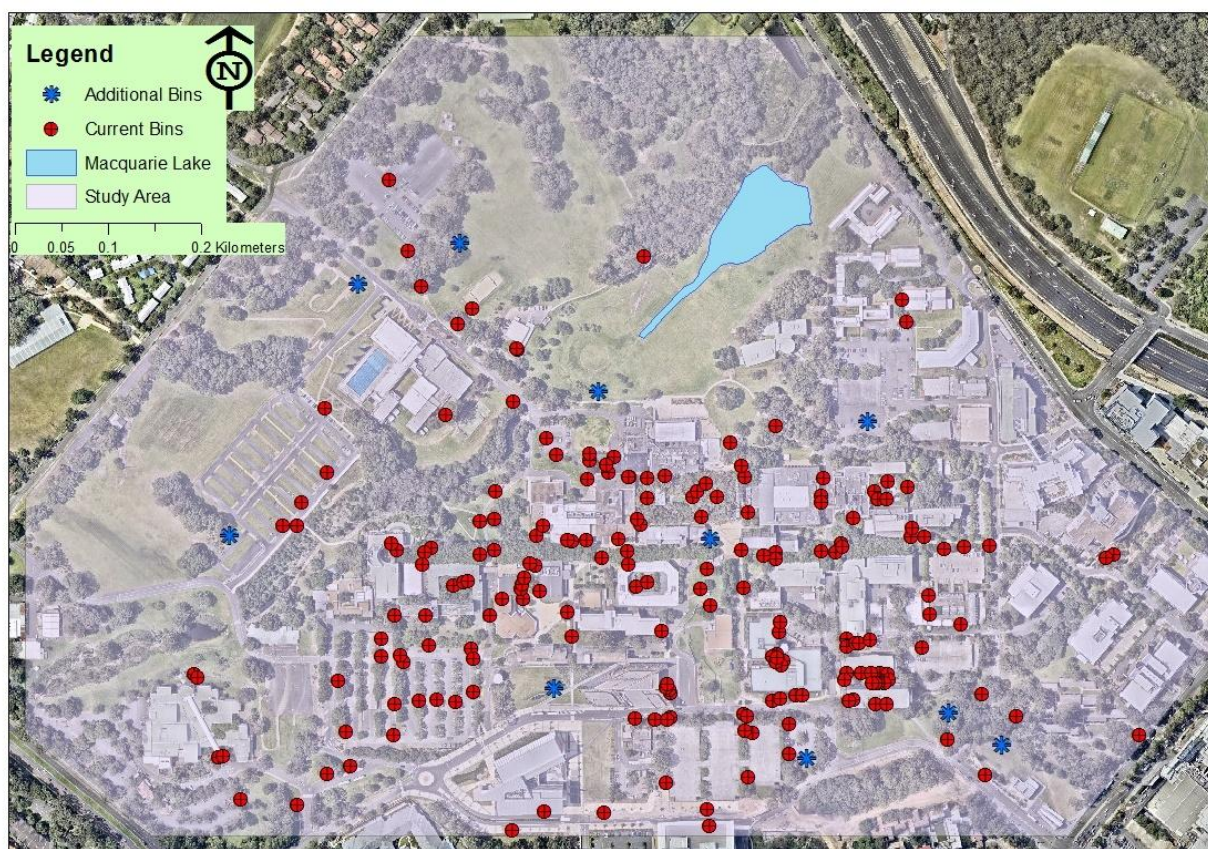 Legend
N
Additional Bins
Current Bins
Macquarie Lake
Study Area
0 0.05 0.1 0.2 Kilometers